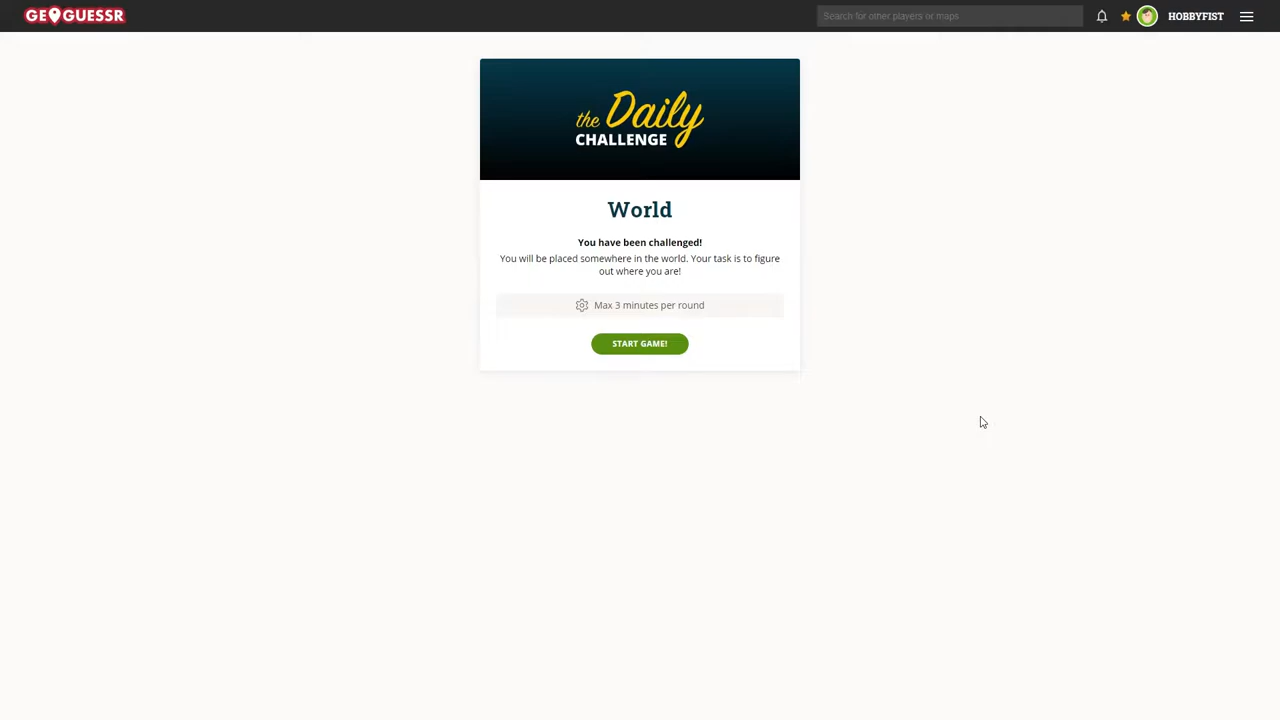 GEOGUESSR
Search for other players or maps
HOBBYFIST
the Daily
CHALLENGE
World
You have been challenged!
You will be placed somewhere in the world. Your task is to figure
out where you are!
Max 3 minutes per round
START GAME!